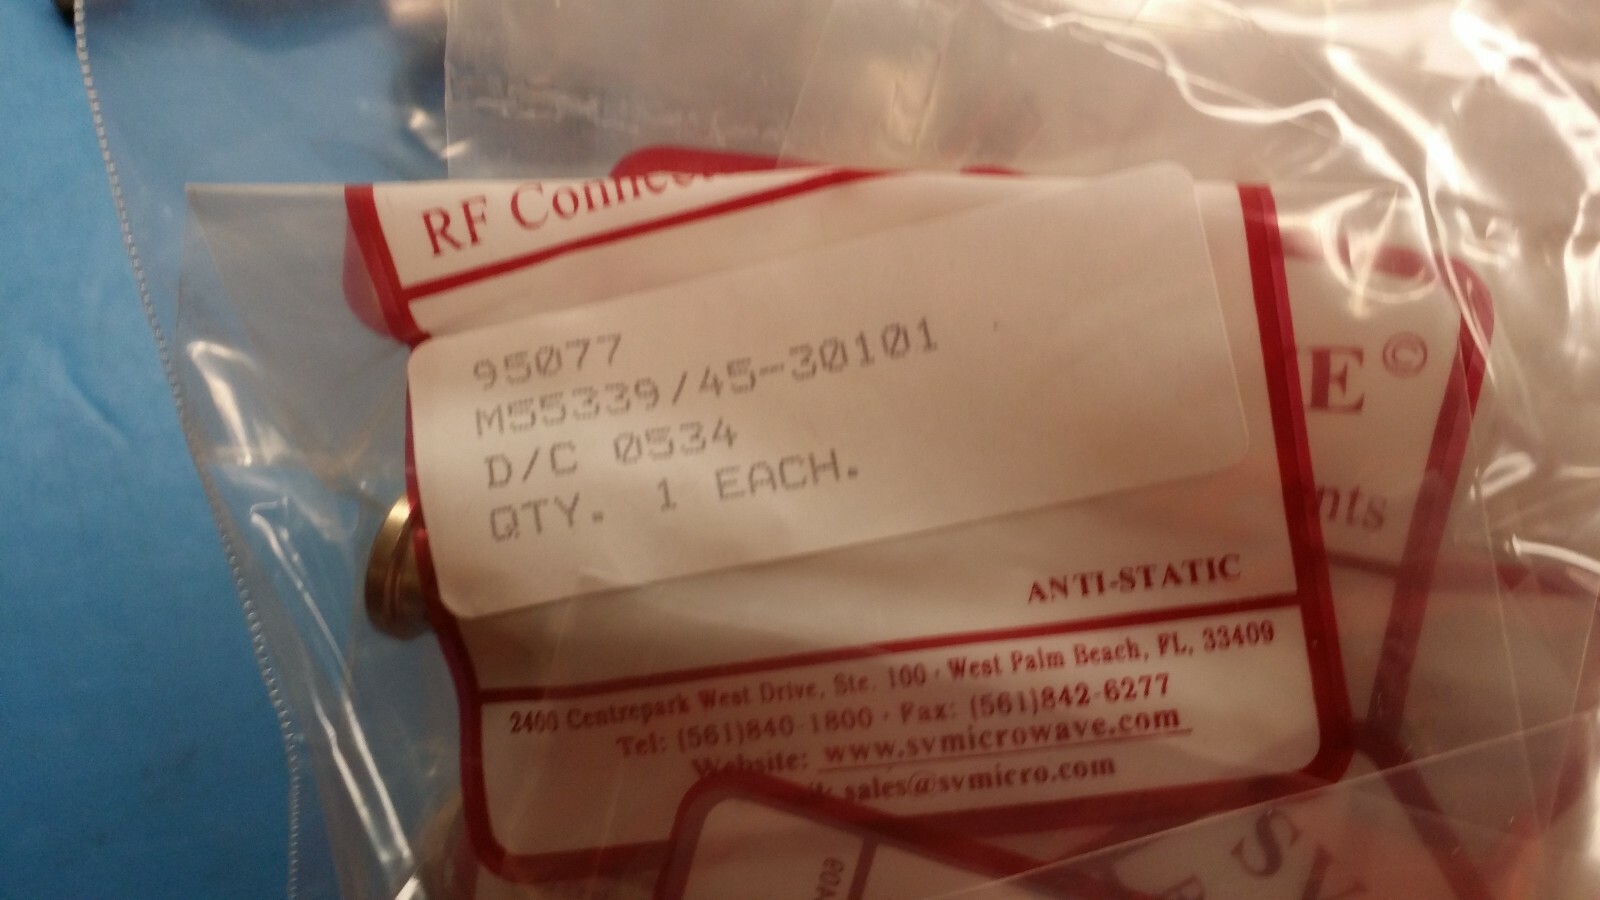 RF Connec
95077
M55339/45-30101
D/C 0534
QTY. 1 EACH.
ANTI-STATIC
2400 Centrepark West Drive, Ste. 100 · West Palm Beach, FL, 33409
Tel: (561)840-1800 · Fax: (561)842-6277
Website: www.svmicrowave.com
sales@svmicro.com
E©
nts
SV